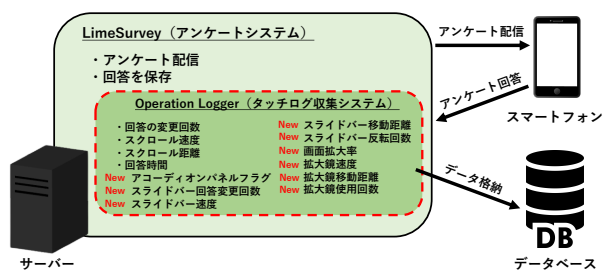 LimeSurvey（アンケートシステム）
・アンケート配信
・回答を保存
Operation Logger（タッチログ収集システム）
・回答の変更回数
・スクロール速度
・スクロール距離
・回答時間
New アコーディオンパネルフラグ
New スライドバー回答変更回数
New スライドバー速度
New スライドバー移動距離
New スライドバー反転回数
New 画面拡大率
New 拡大鏡速度
New 拡大鏡移動距離
New 拡大鏡使用回数
アンケート配信
アンケート回答
スマートフォン
データ格納
サーバー
DB
データベース